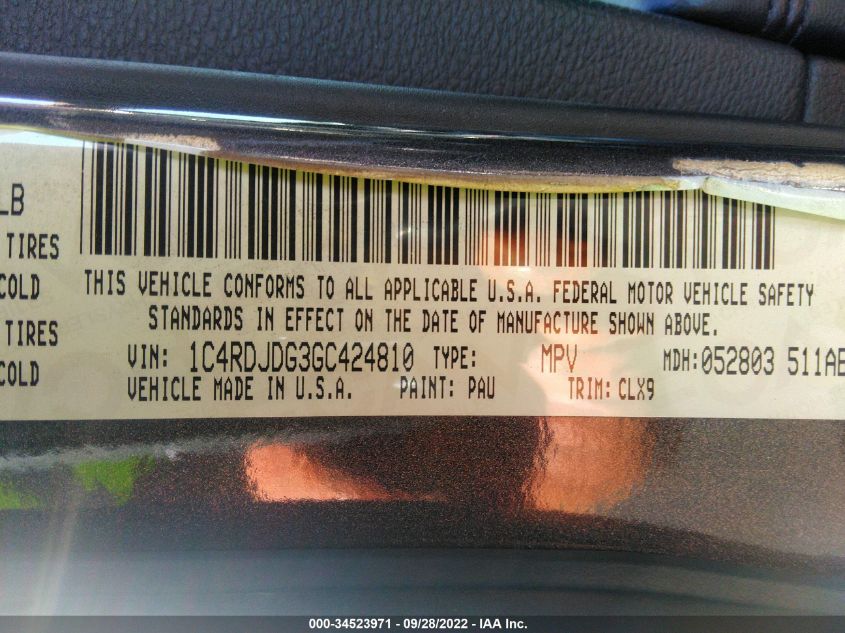 LB
TIRES
COLD THIS VEHICLE CONFORMS TO ALL APPLICABLE U.S.A. FEDERAL MOTOR VEHICLE SAFETY
TIRES STANDARDS IN EFFECT ON THE DATE OF MANUFACTURE SHOWN ABOVE.
COLD VIN: 1C4RDJDG3GC424810 TYPE: MPV MDH: 052803 511AB
VEHICLE MADE IN U.S.A. PAINT: PAU TRIM: CLX9
000-34523971 / 09/28/2022 - IAA Inc.